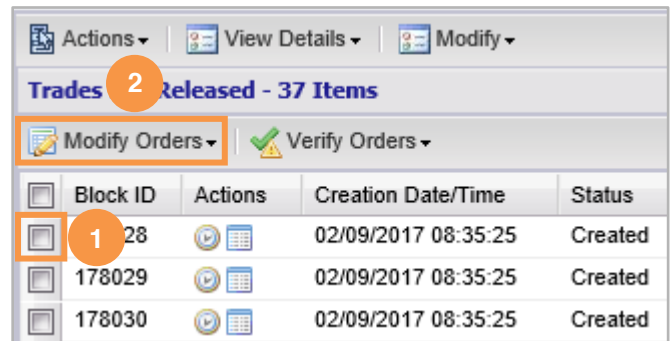 Actions View Details Modify
Trades 2 Released - 37 Items
Modify Orders Verify Orders
Block ID Actions Creation Date/Time Status
1 28 02/09/2017 08:35:25 Created
178029 02/09/2017 08:35:25 Created
178030 02/09/2017 08:35:25 Created